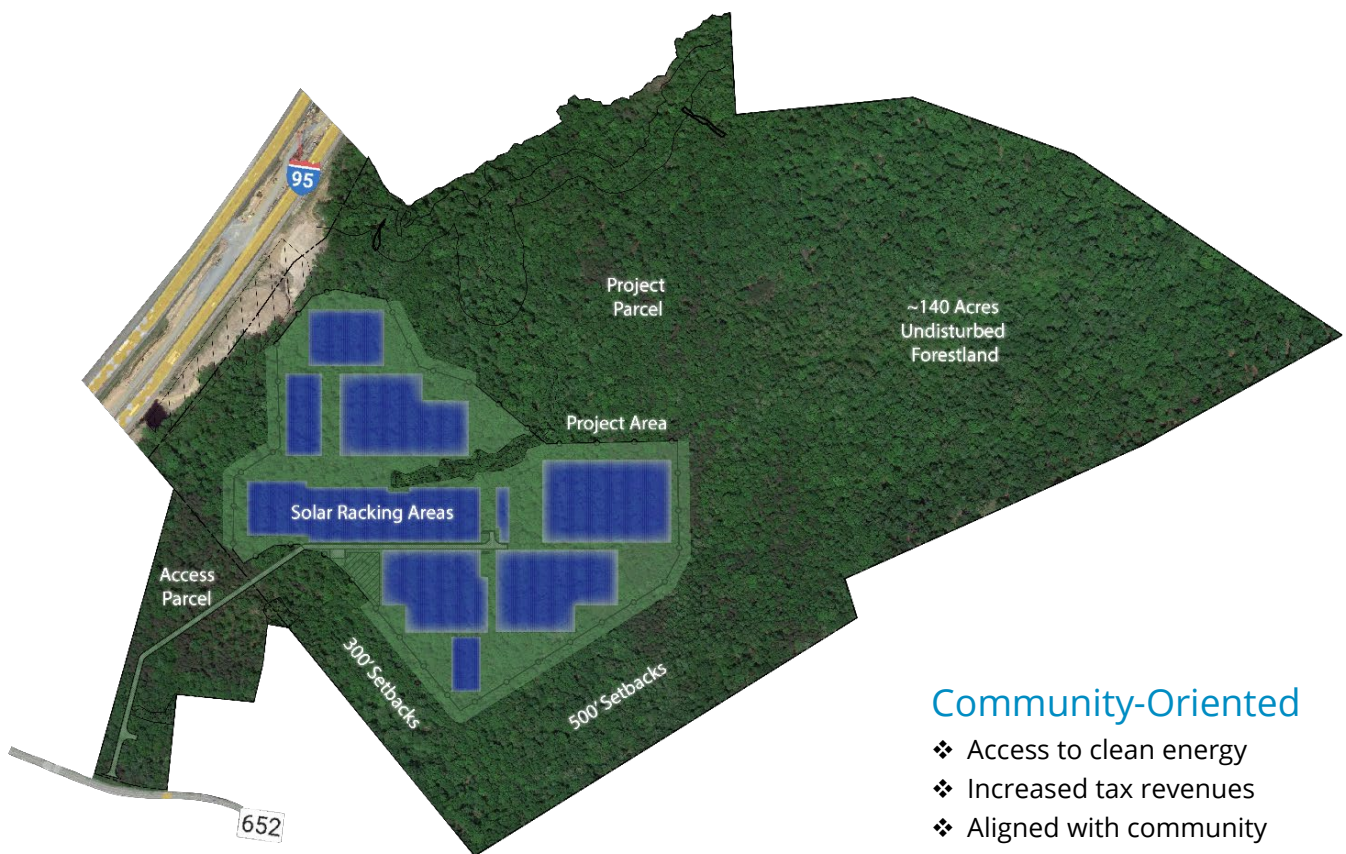 95
Project
Parcel
~140 Acres
Undisturbed
Forestland
Project Area
Solar Racking Areas
Access
Parcel
300' Setbacks
500' Setbacks
652
Community-Oriented
❖ Access to clean energy
❖ Increased tax revenues
❖ Aligned with community